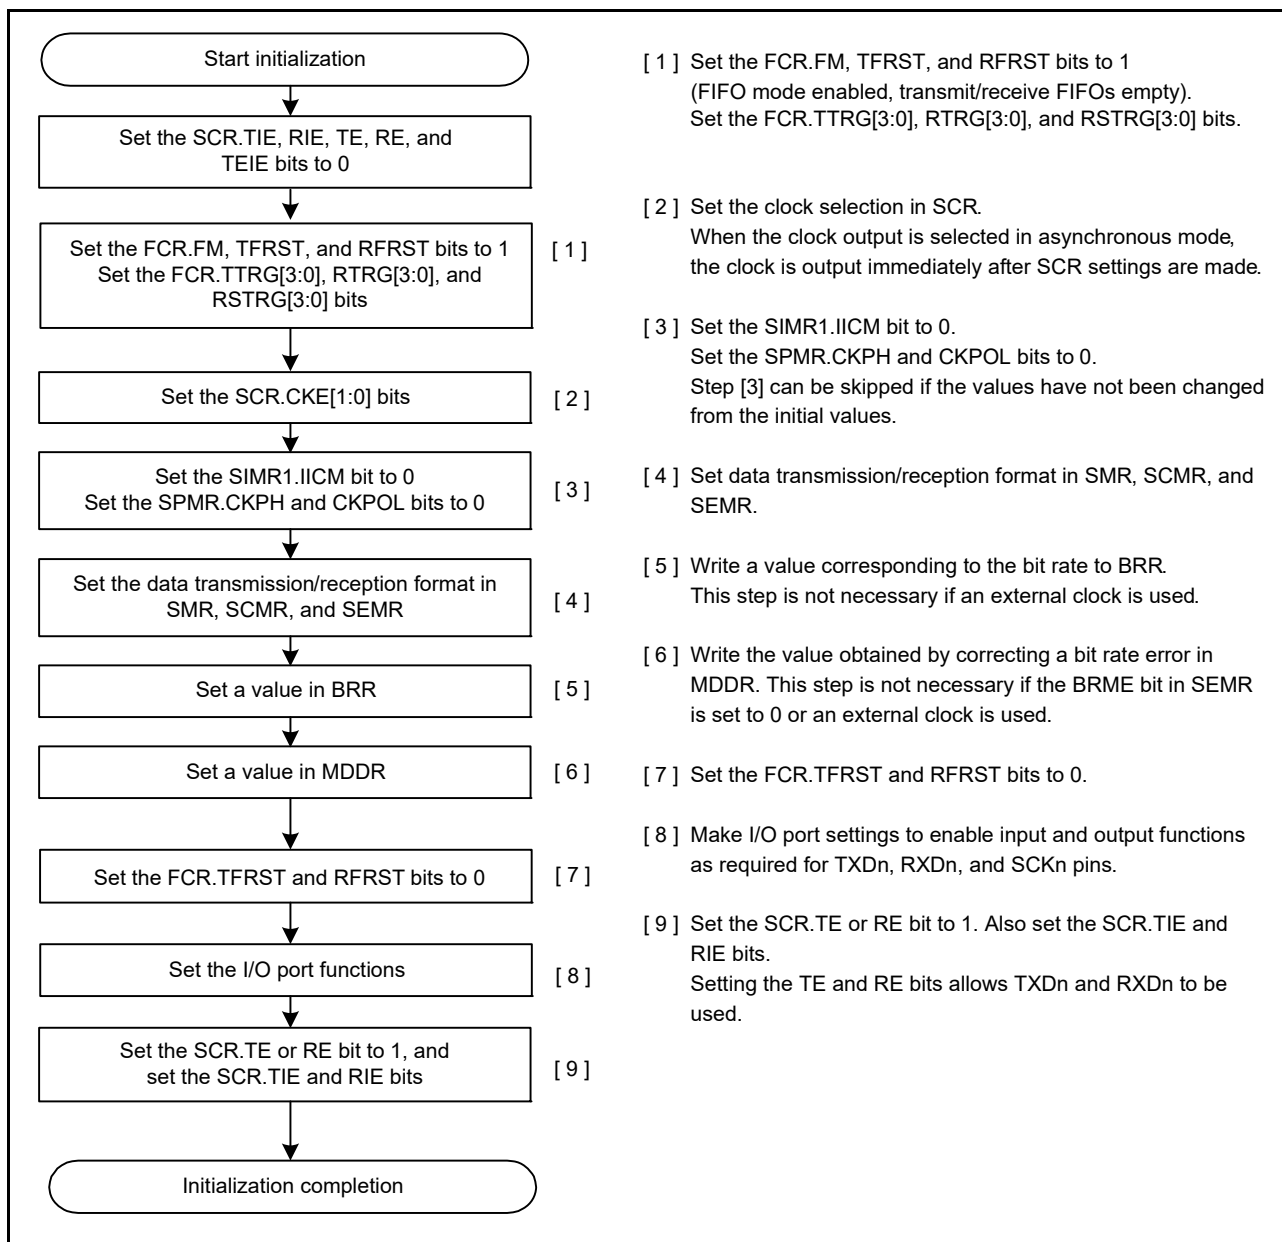 Start initialization
Set the SCR.TIE, RIE, TE, RE, and
TEIE bits to 0
Set the FCR.FM, TFRST, and RFRST bits to 1
Set the FCR.TTRG[3:0], RTRG[3:0], and
RSTRG[3:0] bits
[ 1 ]
Set the SCR.CKE[1:0] bits
[ 2 ]
Set the SIMR1.IICM bit to 0
Set the SPMR.CKPH and CKPOL bits to 0
[ 3 ]
Set the data transmission/reception format in
SMR, SCMR, and SEMR
[ 4 ]
Set a value in BRR
[ 5 ]
Set a value in MDDR
[ 6 ]
Set the FCR.TFRST and RFRST bits to 0
[ 7 ]
Set the I/O port functions
[ 8 ]
Set the SCR.TE or RE bit to 1, and
set the SCR.TIE and RIE bits
[ 9 ]
Initialization completion
[ 1 ] Set the FCR.FM, TFRST, and RFRST bits to 1
(FIFO mode enabled, transmit/receive FIFOs empty).
Set the FCR.TTRG[3:0], RTRG[3:0], and RSTRG[3:0] bits.
[ 2 ] Set the clock selection in SCR.
When the clock output is selected in asynchronous mode,
the clock is output immediately after SCR settings are made.
[ 3 ] Set the SIMR1.IICM bit to 0.
Set the SPMR.CKPH and CKPOL bits to 0.
Step [3] can be skipped if the values have not been changed
from the initial values.
[ 4 ] Set data transmission/reception format in SMR, SCMR, and
SEMR.
[ 5 ] Write a value corresponding to the bit rate to BRR.
This step is not necessary if an external clock is used.
[ 6 ] Write the value obtained by correcting a bit rate error in
MDDR. This step is not necessary if the BRME bit in SEMR
is set to 0 or an external clock is used.
[ 7 ] Set the FCR.TFRST and RFRST bits to 0.
[ 8 ] Make I/O port settings to enable input and output functions
as required for TXDn, RXDn, and SCKn pins.
[ 9 ] Set the SCR.TE or RE bit to 1. Also set the SCR.TIE and
RIE bits.
Setting the TE and RE bits allows TXDn and RXDn to be
used.